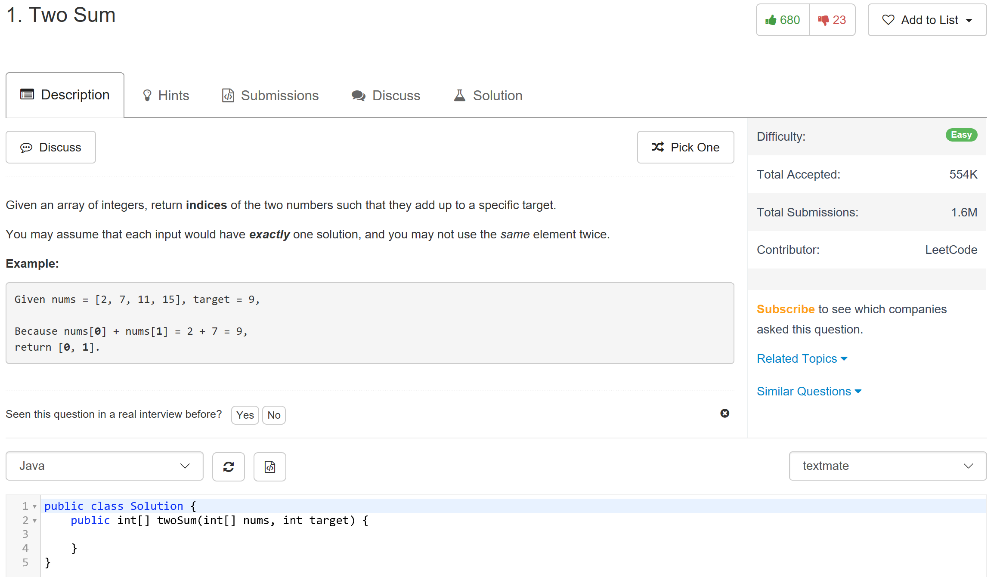 1. Two Sum
680
23
Add to List
Description
Hints
Submissions
Discuss
Solution
Discuss
Pick One
Given an array of integers, return indices of the two numbers such that they add up to a specific target.
You may assume that each input would have exactly one solution, and you may not use the same element twice.
Example:
Given nums = [2, 7, 11, 15], target = 9,
Because nums[0] + nums[1] = 2 + 7 = 9,
return [0, 1].
Seen this question in a real interview before?
Yes
No
Difficulty:
Easy
Total Accepted:
554K
Total Submissions:
1.6M
Contributor:
LeetCode
Subscribe to see which companies
asked this question.
Related Topics
Similar Questions
Java
textmate
1 public class Solution {
2     public int[] twoSum(int[] nums, int target) {
3
4     }
5 }